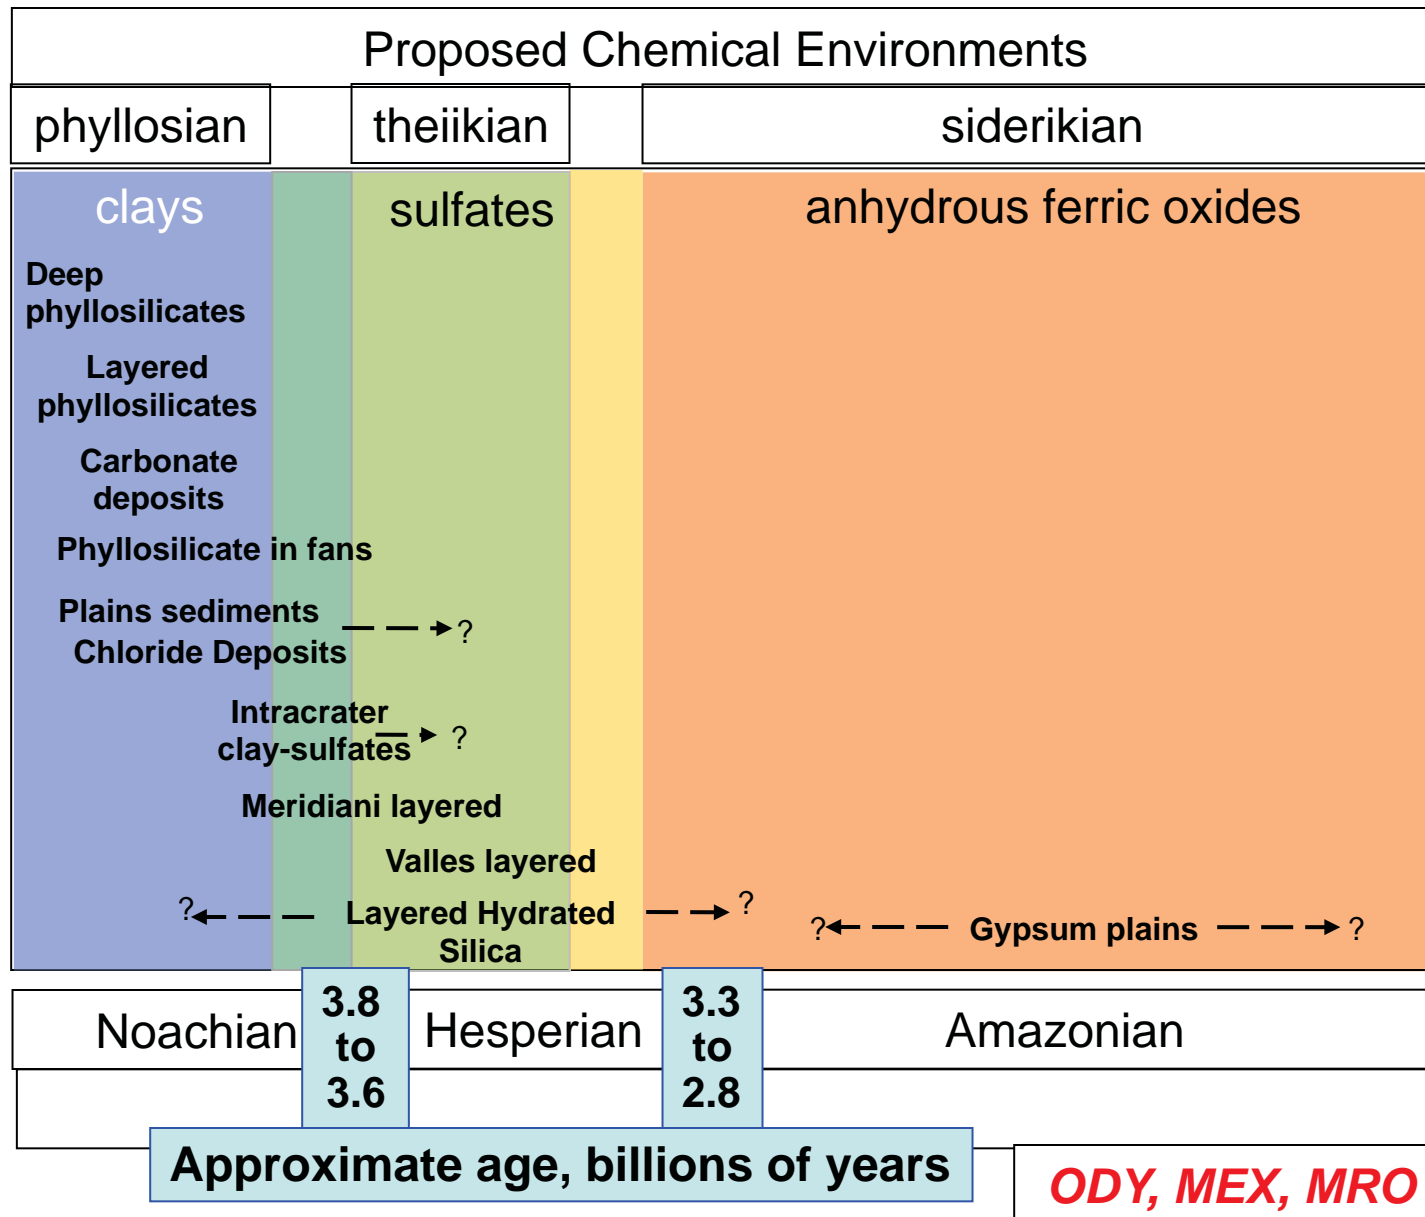 Proposed Chemical Environments
phyllosian
theiikian
siderikian
clays
sulfates
anhydrous ferric oxides
Deep
phyllosilicates
Layered
phyllosilicates
Carbonate
deposits
Phyllosilicate in fans
Plains sediments
?
Chloride Deposits
Intracrater
clay-sulfates
?
Meridiani layered
Valles layered
?
Layered Hydrated
Silica
?
?
Gypsum plains
?
Noachian
3.8
to
3.6
Hesperian
3.3
to
2.8
Amazonian
Approximate age, billions of years
ODY, MEX, MRO